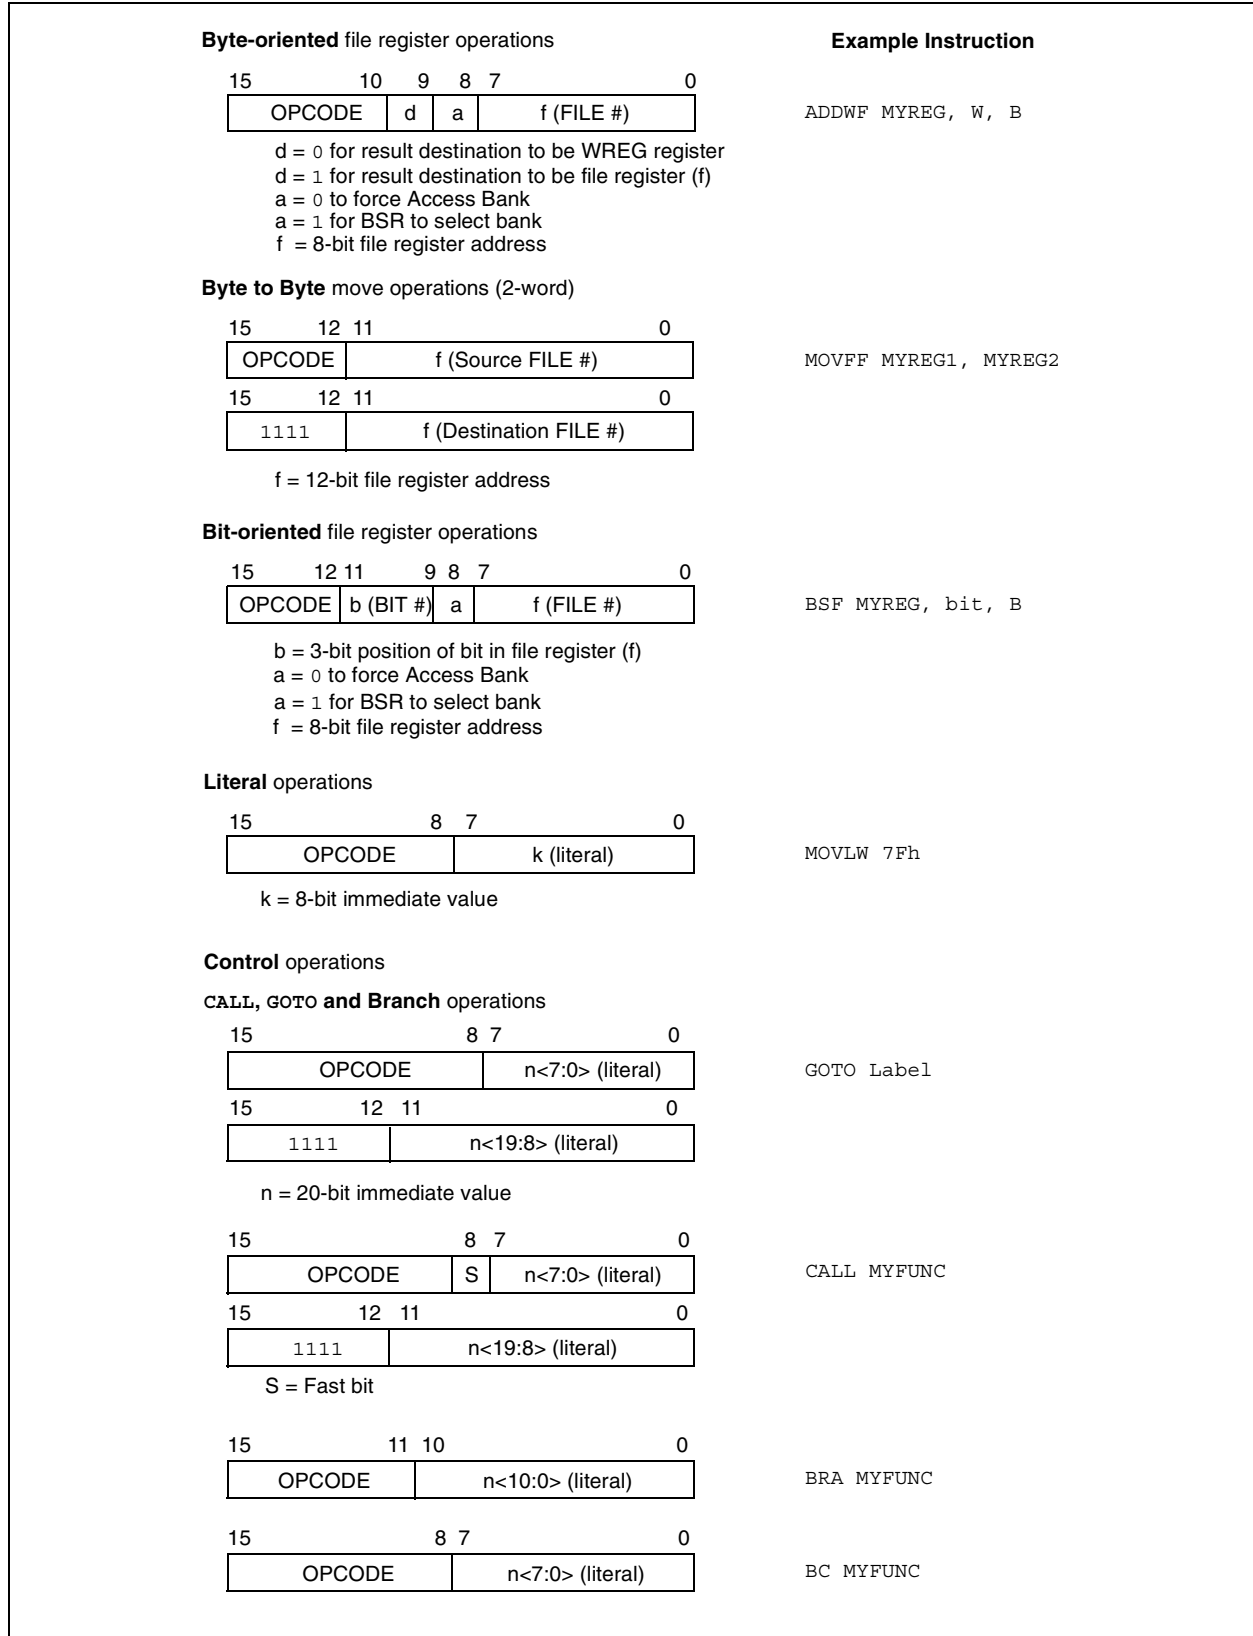 Byte-oriented file register operations
Example Instruction
15 10 9 8 7 0
OPCODE d a f (FILE #)
ADDWF MYREG, W, B
d = 0 for result destination to be WREG register
d = 1 for result destination to be file register (f)
a = 0 to force Access Bank
a = 1 for BSR to select bank
f = 8-bit file register address
Byte to Byte move operations (2-word)
15 12 11 0
OPCODE f (Source FILE #)
MOVFF MYREG1, MYREG2
15 12 11 0
1111 f (Destination FILE #)
f = 12-bit file register address
Bit-oriented file register operations
15 12 11 9 8 7 0
OPCODE b (BIT #) a f (FILE #)
BSF MYREG, bit, B
b = 3-bit position of bit in file register (f)
a = 0 to force Access Bank
a = 1 for BSR to select bank
f = 8-bit file register address
Literal operations
15 8 7 0
OPCODE k (literal)
MOVLW 7Fh
k = 8-bit immediate value
Control operations
CALL, GOTO and Branch operations
15 8 7 0
OPCODE n<7:0> (literal)
GOTO Label
15 12 11 0
1111 n<19:8> (literal)
n = 20-bit immediate value
15 8 7 0
OPCODE S n<7:0> (literal)
CALL MYFUNC
15 12 11 0
1111 n<19:8> (literal)
S = Fast bit
15 11 10 0
OPCODE n<10:0> (literal)
BRA MYFUNC
15 8 7 0
OPCODE n<7:0> (literal)
BC MYFUNC